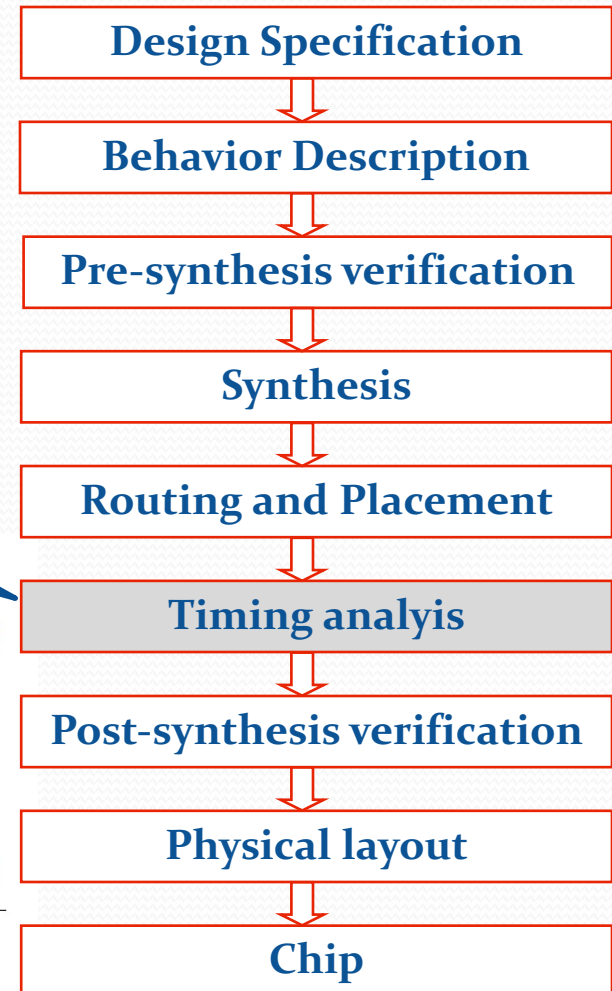 Design Specification
Behavior Description
Pre-synthesis verification
Synthesis
Routing and Placement
Timing analyis
Post-synthesis verification
Physical layout
Chip